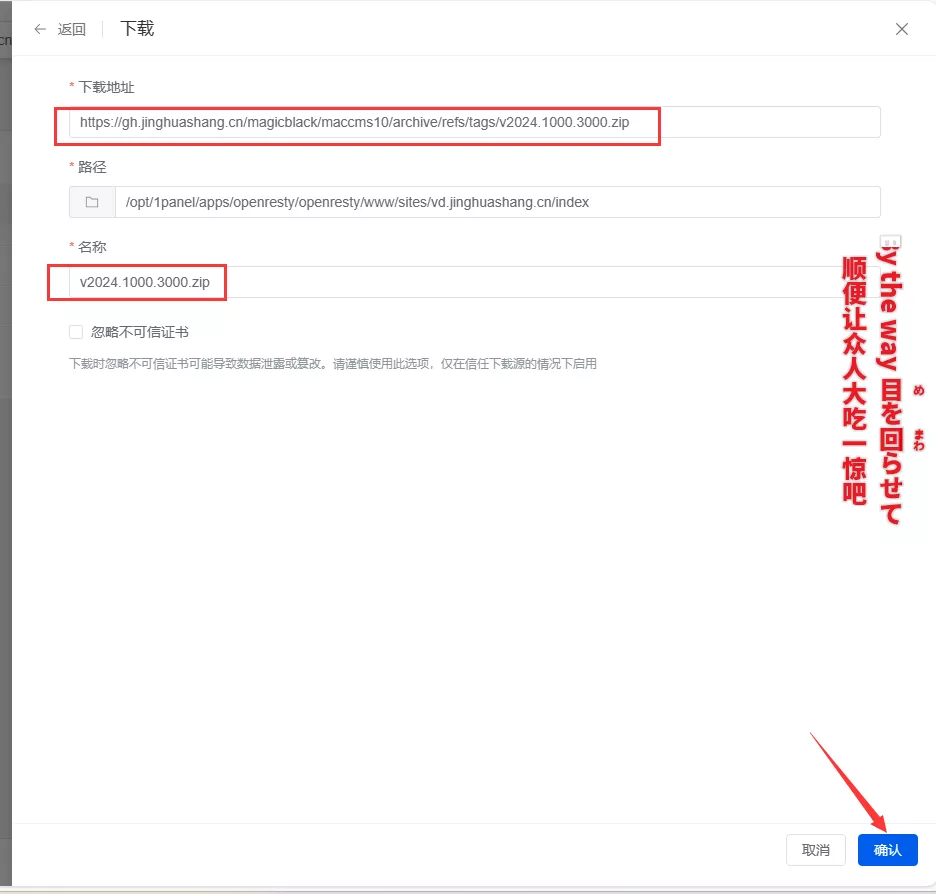 cn
← 返回 下载
* 下载地址
https://gh.jinghuashang.cn/magicblack/maccms10/archive/refs/tags/v2024.1000.3000.zip
* 路径
/opt/1panel/apps/openresty/openresty/www/sites/vd.jinghuashang.cn/index
* 名称
v2024.1000.3000.zip
忽略不可信证书
下载时忽略不可信证书可能导致数据泄露或篡改。请谨慎使用此选项，仅在信任下载源的情况下启用
By the way 目を回らせて
め まわ
顺便让众人大吃一惊吧
取消
确认